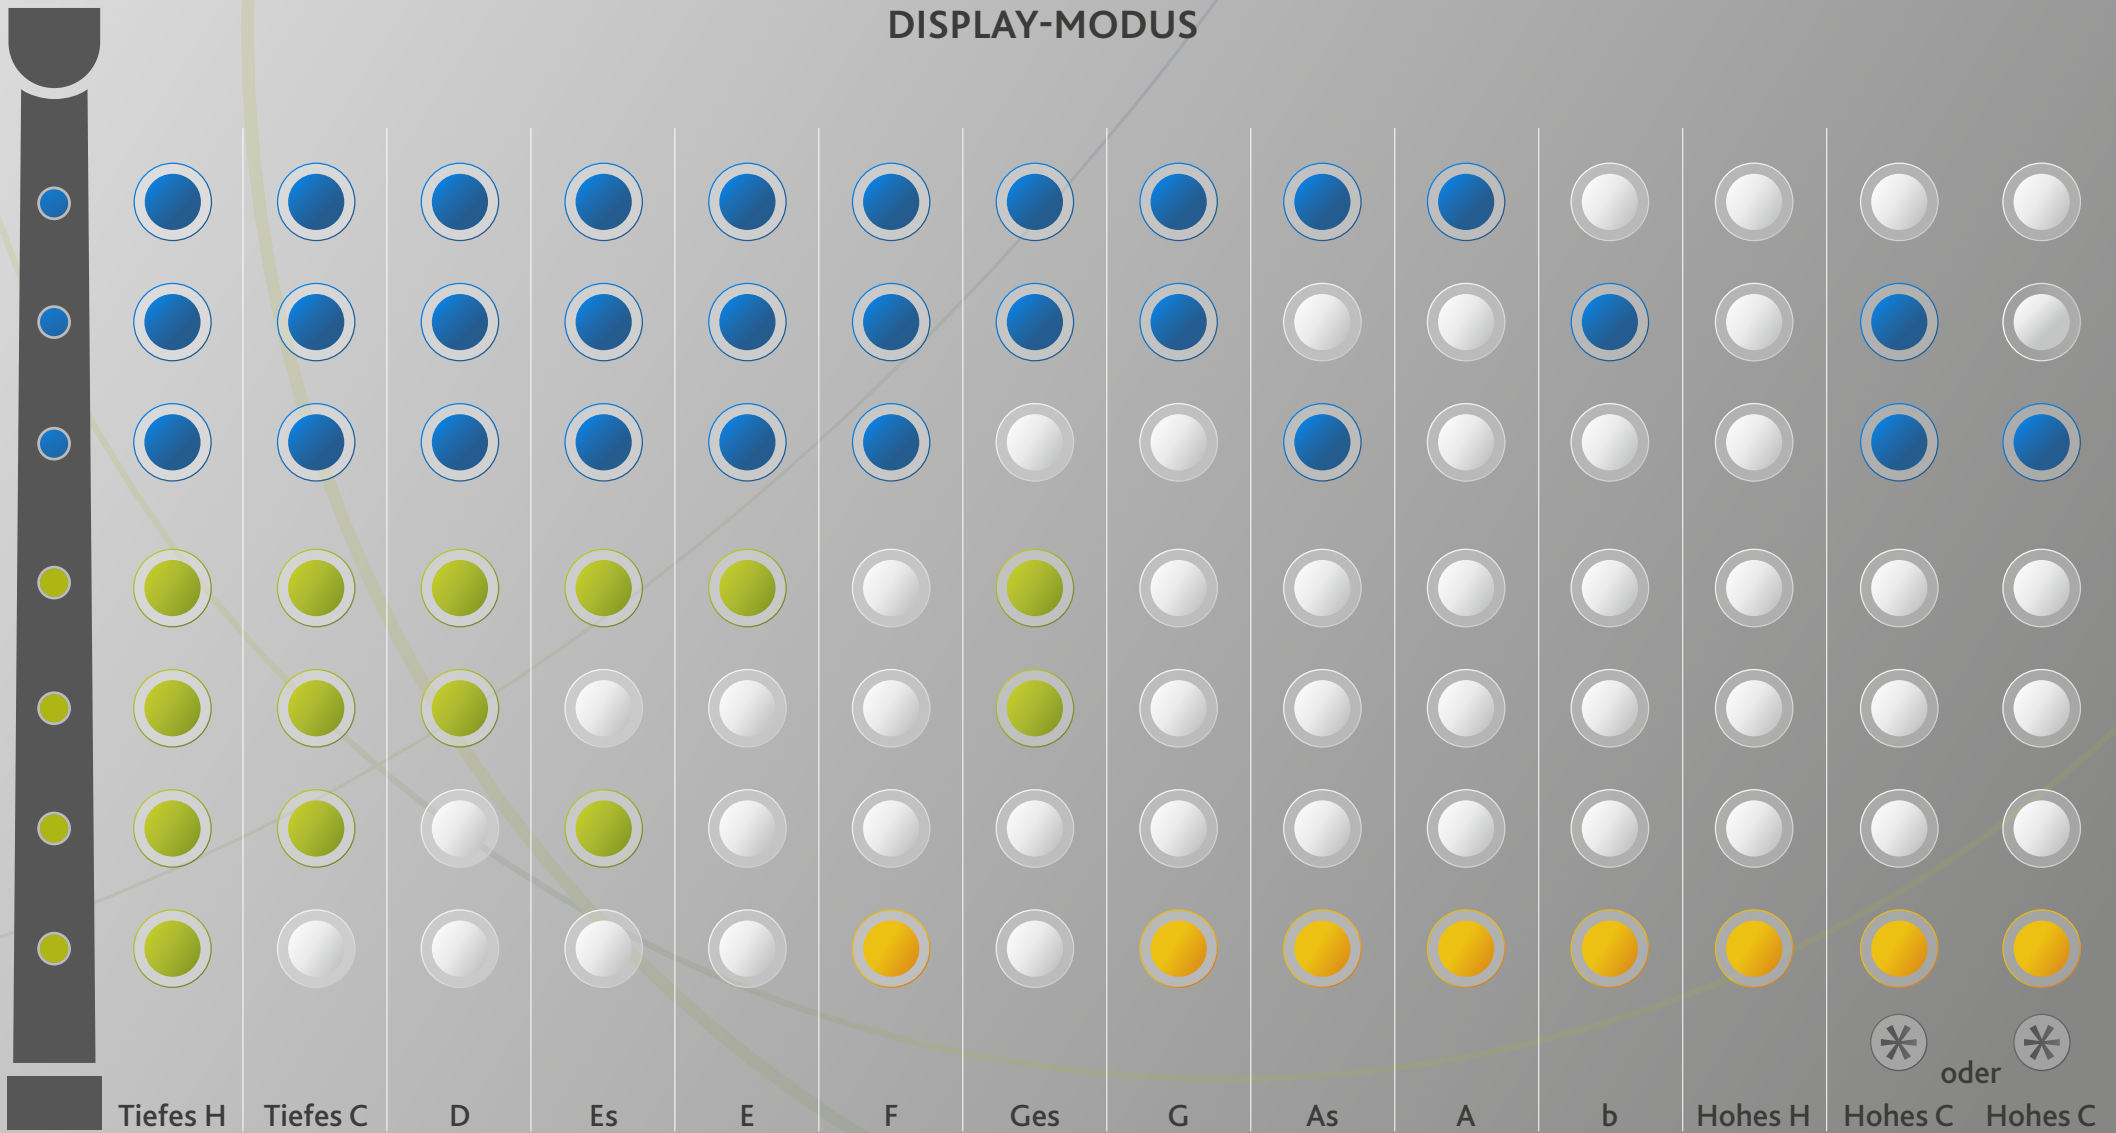 DISPLAY-MODUS
oder
Tiefes H Tiefes C D Es E F Ges G As A b Hohes H Hohes C Hohes C